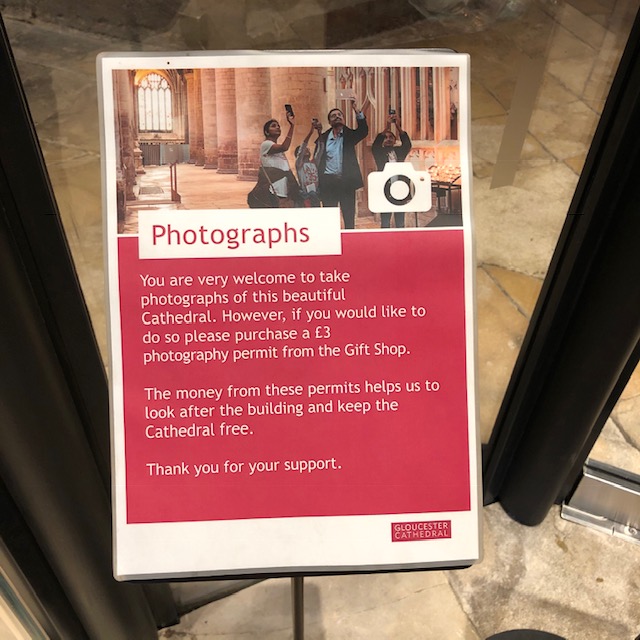 Photographs
You are very welcome to take
photographs of this beautiful
Cathedral. However, if you would like to
do so please purchase a £3
photography permit from the Gift Shop.
The money from these permits helps us to
look after the building and keep the
Cathedral free.
Thank you for your support.
GLOUCESTER
CATHEDRAL